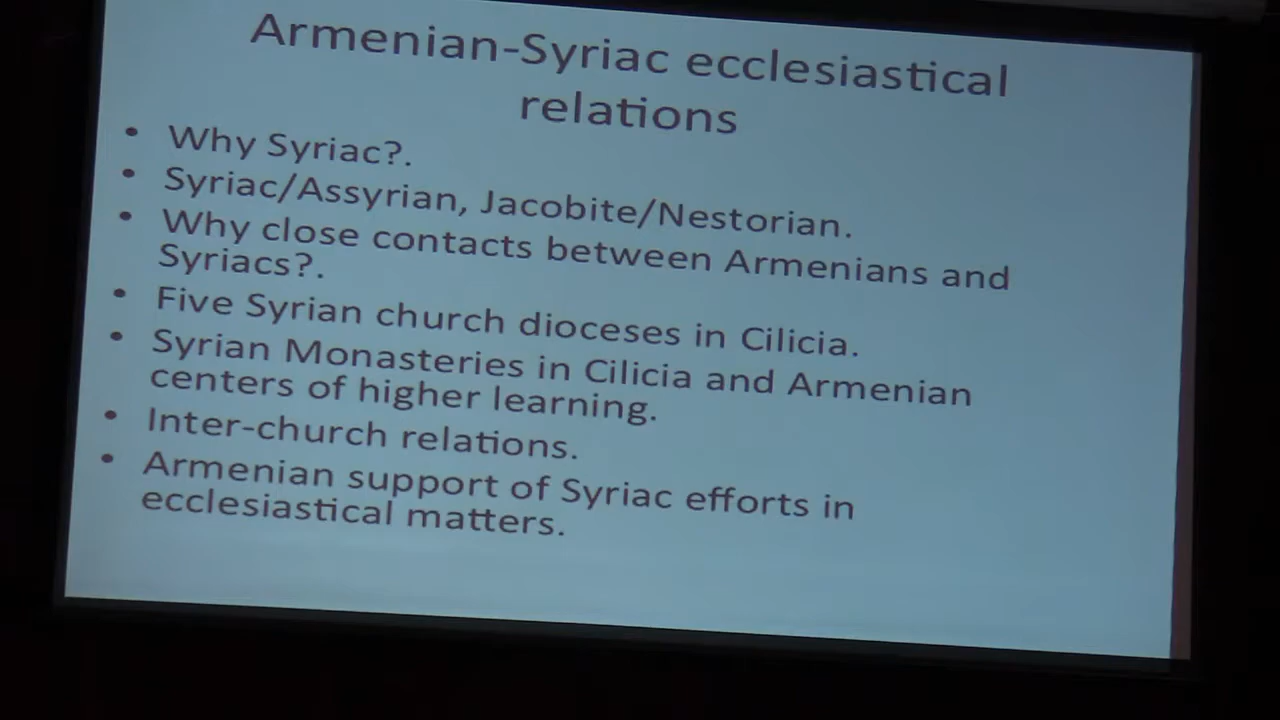 Armenian-Syriac ecclesiastical
relations
• Why Syriac?.
• Syriac/Assyrian, Jacobite/Nestorian.
• Why close contacts between Armenians and
Syriacs?.
• Five Syrian church dioceses in Cilicia.
• Syrian Monasteries in Cilicia and Armenian
centers of higher learning.
• Inter-church relations.
• Armenian support of Syriac efforts in
ecclesiastical matters.